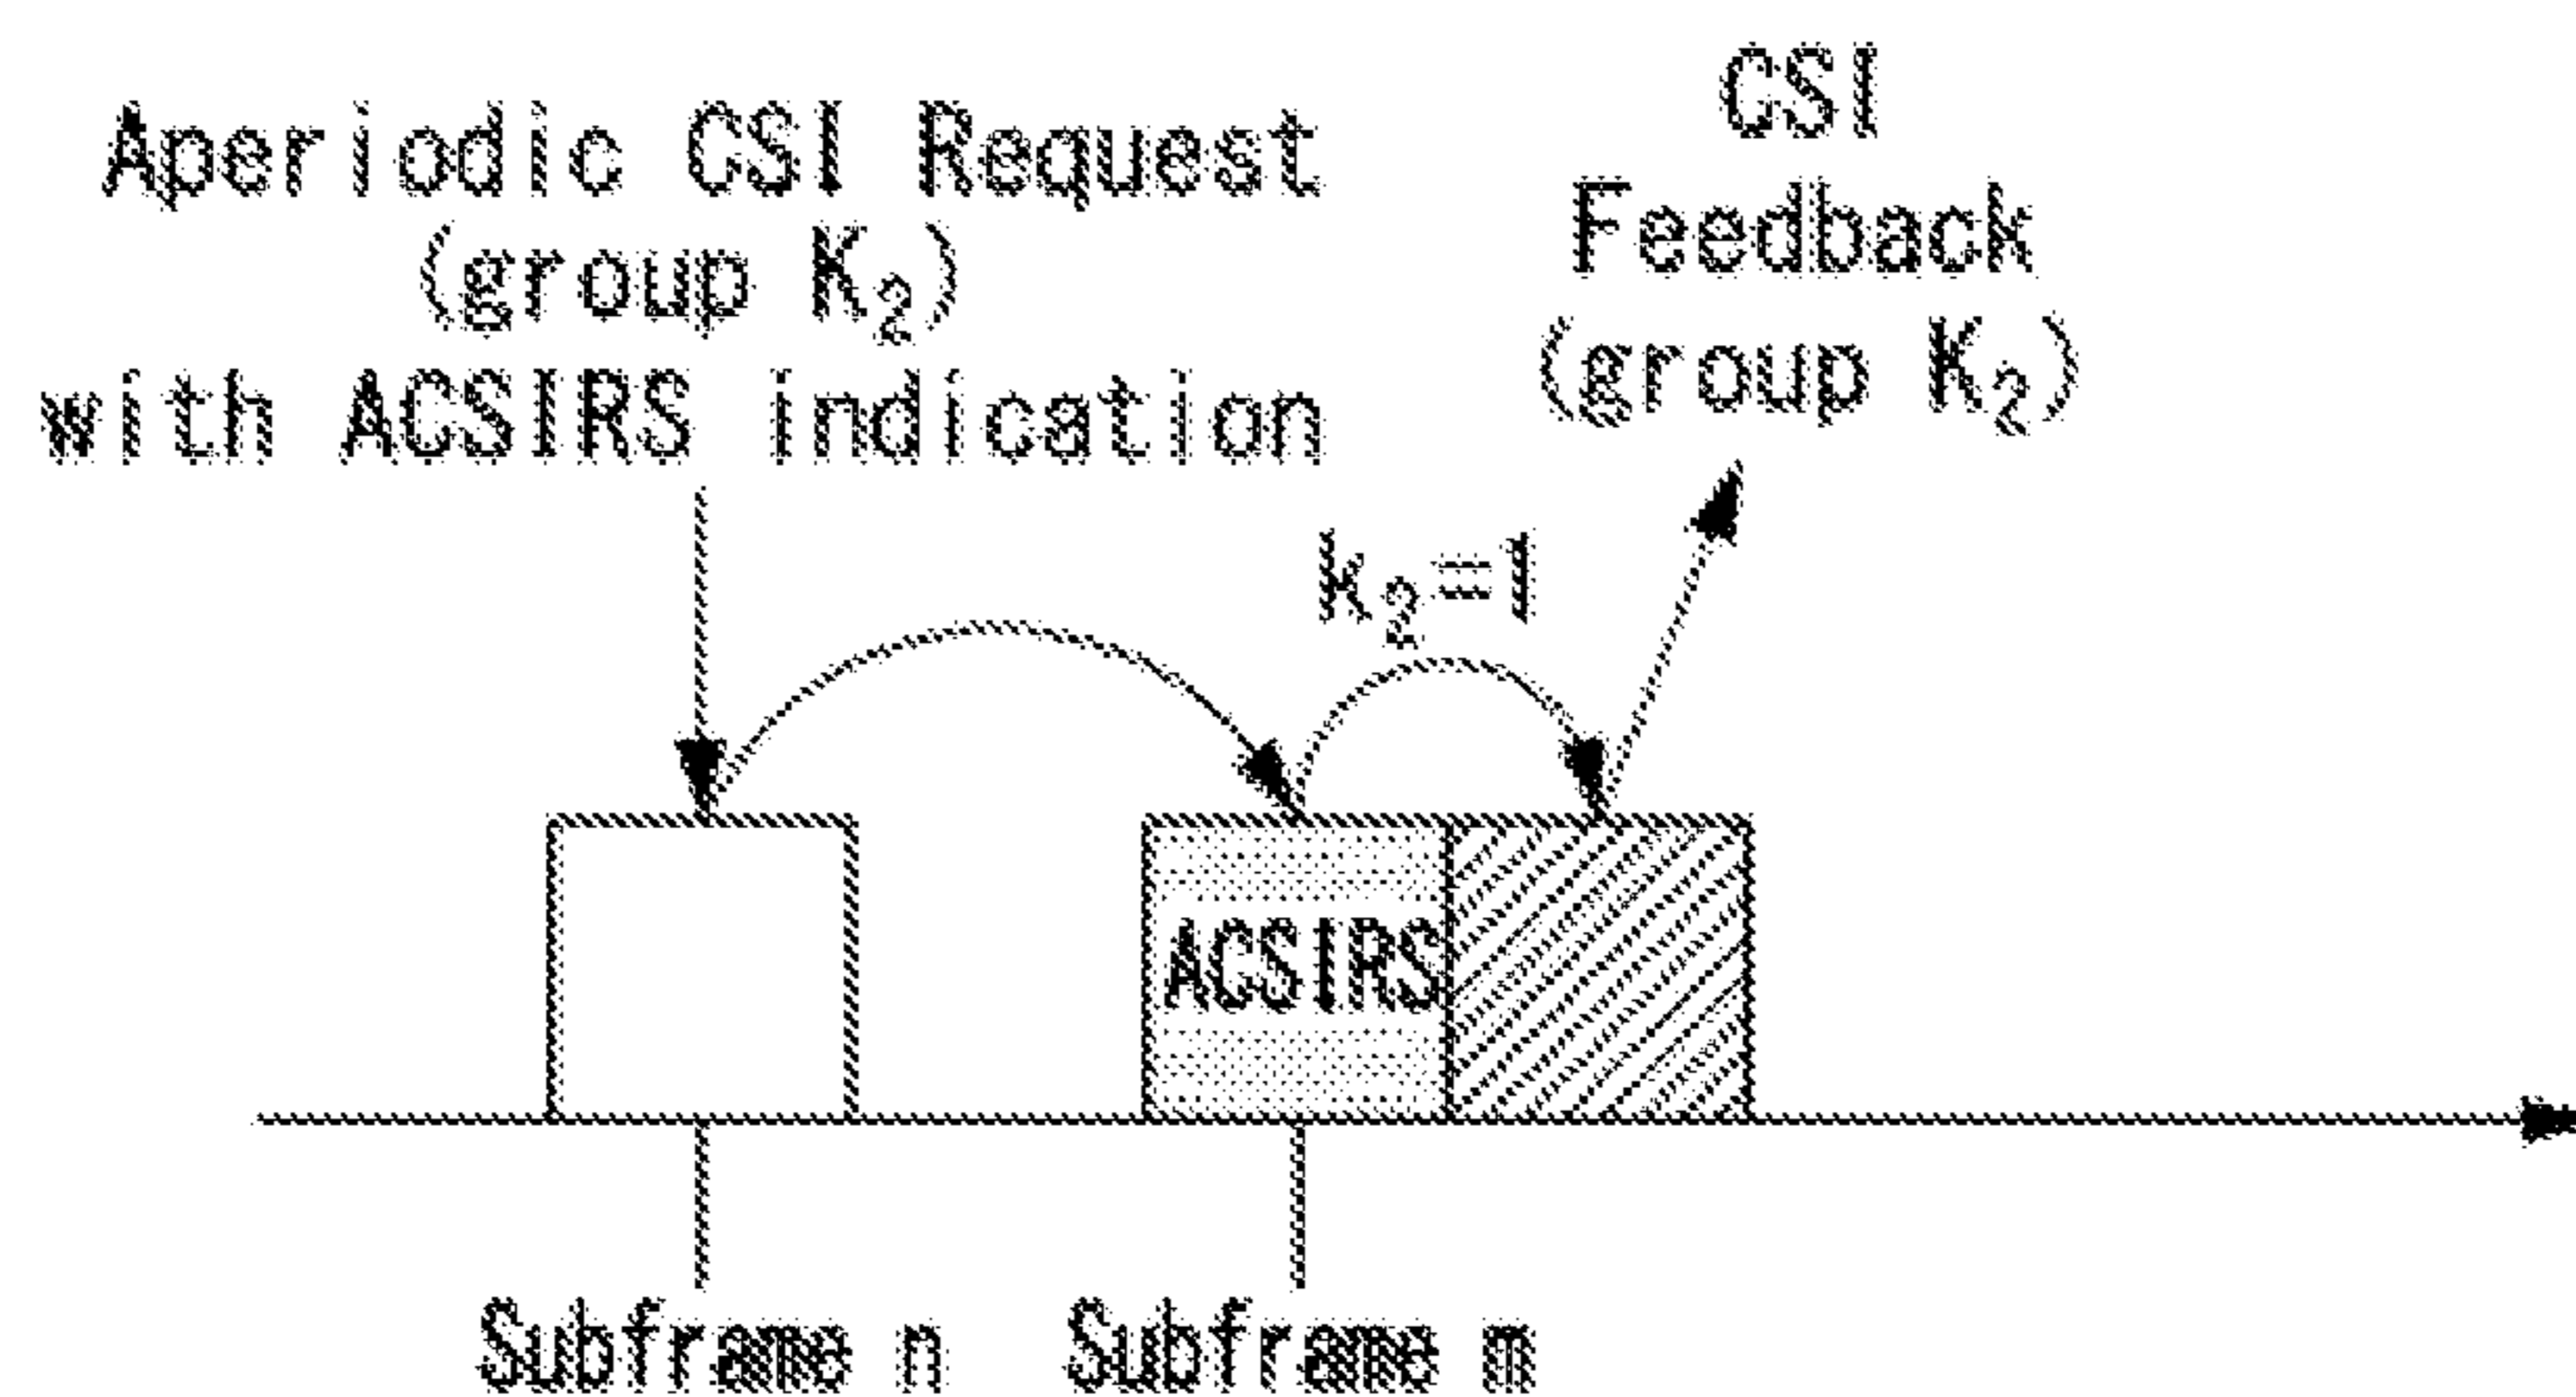 Aperiodic CSI Request
(group K₂)
with ACSIRS indication
CSI
Feedback
(group K₂)
k₂=1
ACSIRS
Subframe n
Subframe m